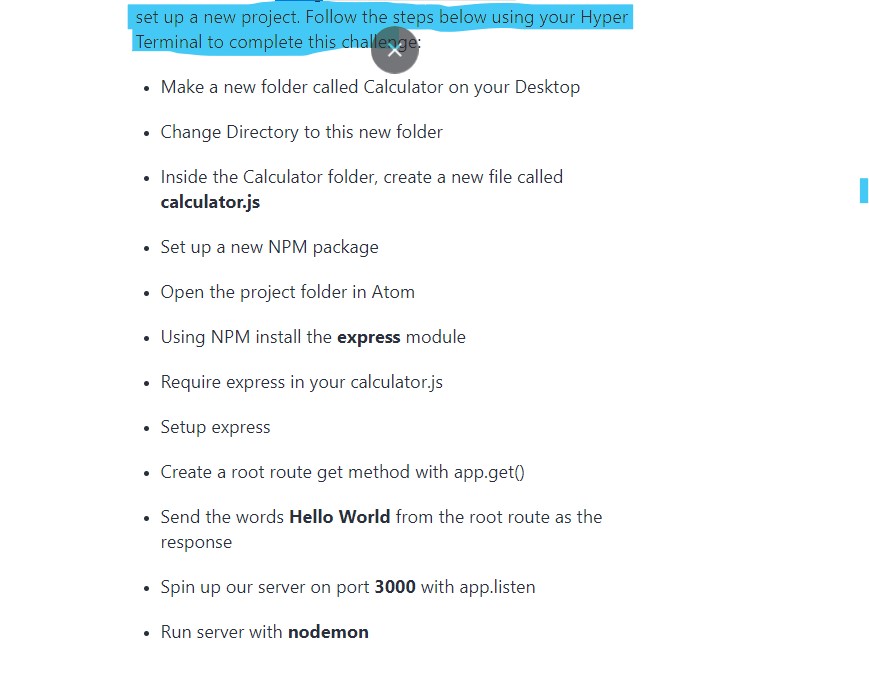 set up a new project. Follow the steps below using your Hyper
Terminal to complete this challenge:
• Make a new folder called Calculator on your Desktop
• Change Directory to this new folder
• Inside the Calculator folder, create a new file called
calculator.js
• Set up a new NPM package
• Open the project folder in Atom
• Using NPM install the express module
• Require express in your calculator.js
• Setup express
• Create a root route get method with app.get()
• Send the words Hello World from the root route as the
response
• Spin up our server on port 3000 with app.listen
• Run server with nodemon